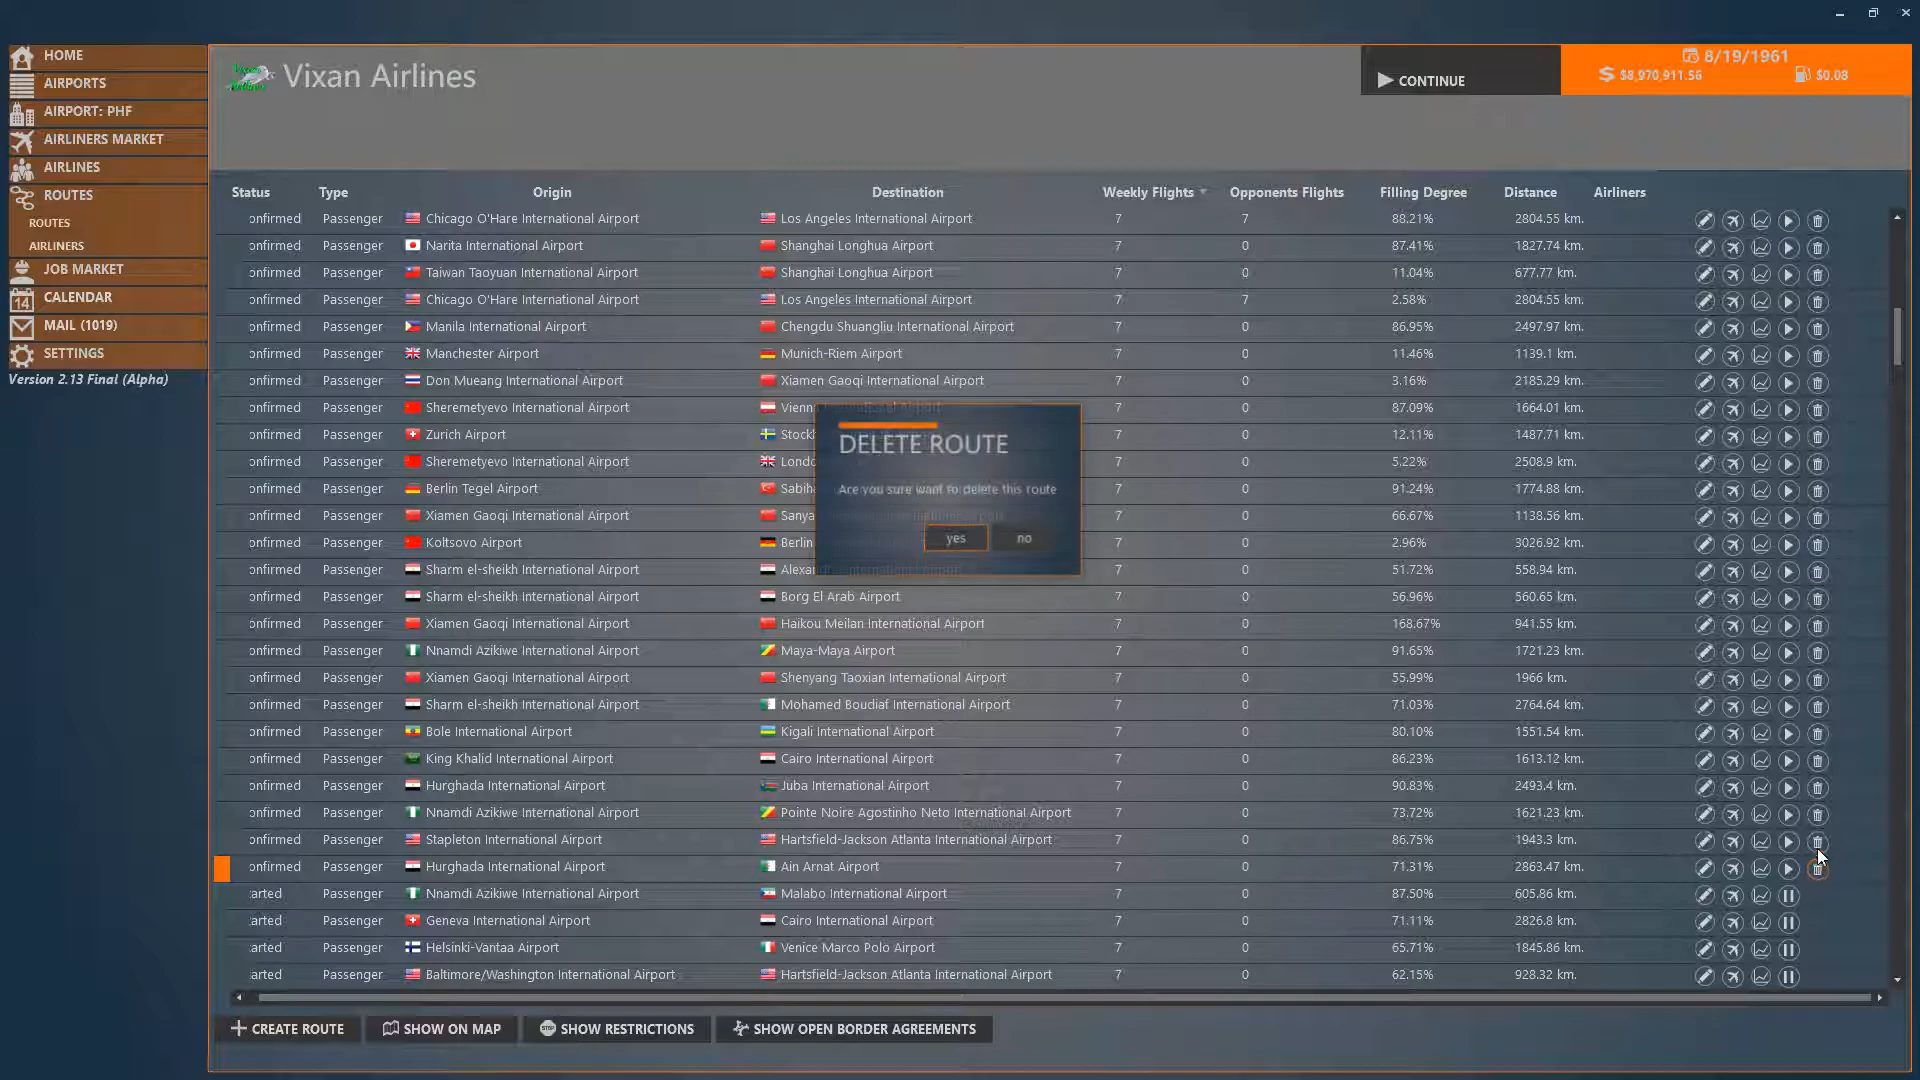 HOME
AIRPORTS
AIRPORT: PHF
AIRLINERS MARKET
AIRLINES
ROUTES
ROUTES
AIRLINERS
JOB MARKET
14 CALENDAR
MAIL (1019)
SETTINGS
Version 2.13 Final (Alpha)
Vixan Airlines
CONTINUE
8/19/1961
$8,970,911.56 $0.08
Status Type Origin Destination Weekly Flights Opponents Flights Filling Degree Distance Airliners
onfirmed Passenger Chicago O'Hare International Airport Los Angeles International Airport 7 7 88.21% 2804.55 km.
onfirmed Passenger Narita International Airport Shanghai Longhua Airport 7 0 87.41% 1827.74 km.
onfirmed Passenger Taiwan Taoyuan International Airport Shanghai Longhua Airport 7 0 11.04% 677.77 km.
onfirmed Passenger Chicago O'Hare International Airport Los Angeles International Airport 7 7 2.58% 2804.55 km.
onfirmed Passenger Manila International Airport Chengdu Shuangliu International Airport 7 0 86.95% 2497.97 km.
onfirmed Passenger Manchester Airport Munich-Riem Airport 7 0 11.46% 1139.1 km.
onfirmed Passenger Don Mueang International Airport Xiamen Gaoqi International Airport 7 0 3.16% 2185.29 km.
onfirmed Passenger Sheremetyevo International Airport Vienn 7 0 87.09% 1664.01 km.
onfirmed Passenger Zurich Airport Stock 7 0 12.11% 1487.71 km.
onfirmed Passenger Sheremetyevo International Airport Londo 7 0 5.22% 2508.9 km.
onfirmed Passenger Berlin Tegel Airport Sabiha 7 0 91.24% 1774.88 km.
onfirmed Passenger Xiamen Gaoqi International Airport Sanya 7 0 66.67% 1138.56 km.
onfirmed Passenger Koltsovo Airport Berlin 7 0 2.96% 3026.92 km.
onfirmed Passenger Sharm el-sheikh International Airport Alexa 7 0 51.72% 558.94 km.
onfirmed Passenger Sharm el-sheikh International Airport Borg El Arab Airport 7 0 56.96% 560.65 km.
onfirmed Passenger Xiamen Gaoqi International Airport Haikou Meilan International Airport 7 0 168.67% 941.55 km.
onfirmed Passenger Nnamdi Azikiwe International Airport Maya-Maya Airport 7 0 91.65% 1721.23 km.
onfirmed Passenger Xiamen Gaoqi International Airport Shenyang Taoxian International Airport 7 0 55.99% 1966 km.
onfirmed Passenger Sharm el-sheikh International Airport Mohamed Boudiaf International Airport 7 0 71.03% 2764.64 km.
onfirmed Passenger Bole International Airport Kigali International Airport 7 0 80.10% 1551.54 km.
onfirmed Passenger King Khalid International Airport Cairo International Airport 7 0 86.23% 1613.12 km.
onfirmed Passenger Hurghada International Airport Juba International Airport 7 0 90.83% 2493.4 km.
onfirmed Passenger Nnamdi Azikiwe International Airport Pointe Noire Agostinho Neto International Airport 7 0 73.72% 1621.23 km.
onfirmed Passenger Stapleton International Airport Hartsfield-Jackson Atlanta International Airport 7 0 86.75% 1943.3 km.
onfirmed Passenger Hurghada International Airport Ain Arnat Airport 7 0 71.31% 2863.47 km.
arted Passenger Nnamdi Azikiwe International Airport Malabo International Airport 7 0 87.50% 605.86 km.
arted Passenger Geneva International Airport Cairo International Airport 7 0 71.11% 2826.8 km.
arted Passenger Helsinki-Vantaa Airport Venice Marco Polo Airport 7 0 65.71% 1845.86 km.
arted Passenger Baltimore/Washington International Airport Hartsfield-Jackson Atlanta International Airport 7 0 62.15% 928.32 km.
DELETE ROUTE
Are you sure want to delete this route
yes no
CREATE ROUTE SHOW ON MAP STOP SHOW RESTRICTIONS SHOW OPEN BORDER AGREEMENTS